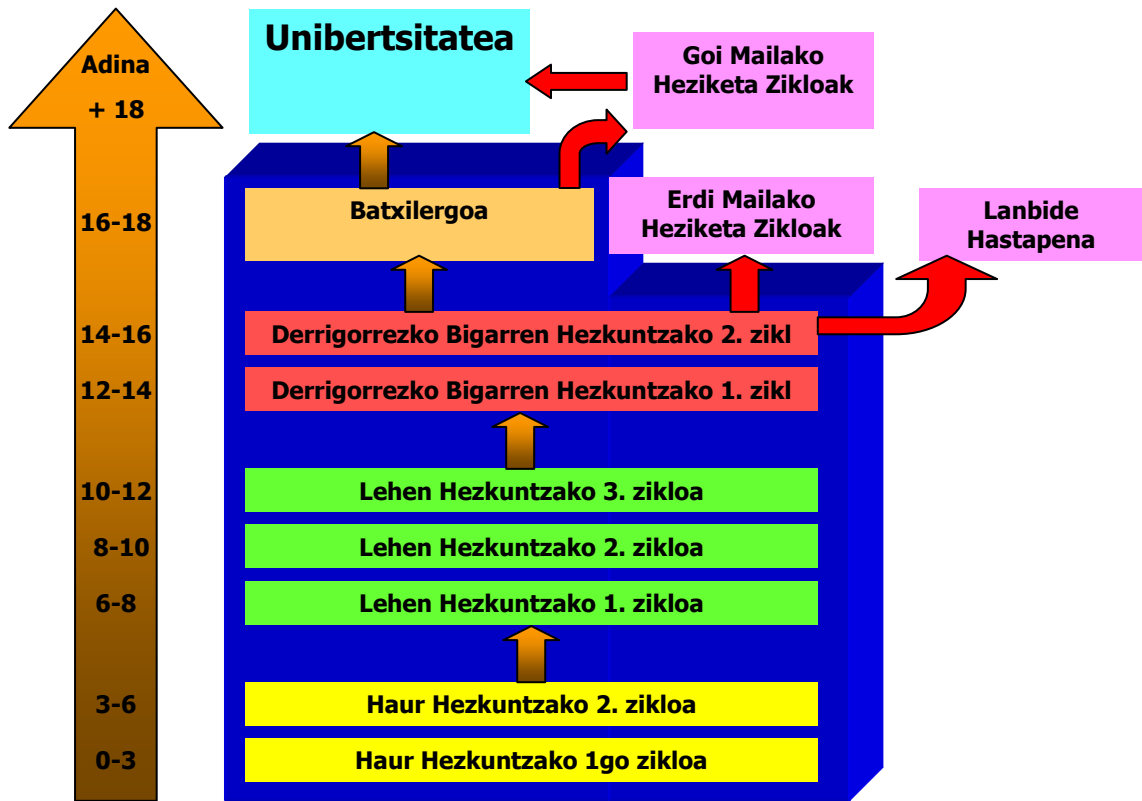 Unibertsitatea
Adina
+ 18
Goi Mailako
Heziketa Zikloak
16-18
Batxilergoa
Erdi Mailako
Heziketa Zikloak
Lanbide
Hastapena
14-16
Derrigorrezko Bigarren Hezkuntzako 2. zikl
12-14
Derrigorrezko Bigarren Hezkuntzako 1. zikl
10-12
Lehen Hezkuntzako 3. zikloa
8-10
Lehen Hezkuntzako 2. zikloa
6-8
Lehen Hezkuntzako 1. zikloa
3-6
Haur Hezkuntzako 2. zikloa
0-3
Haur Hezkuntzako 1go zikloa